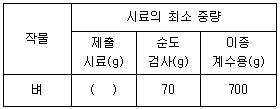 작물
시료의 최소 중량
제출
시료(g)
순도
검사(g)
이종
계수용(g)
벼
( )
70
700